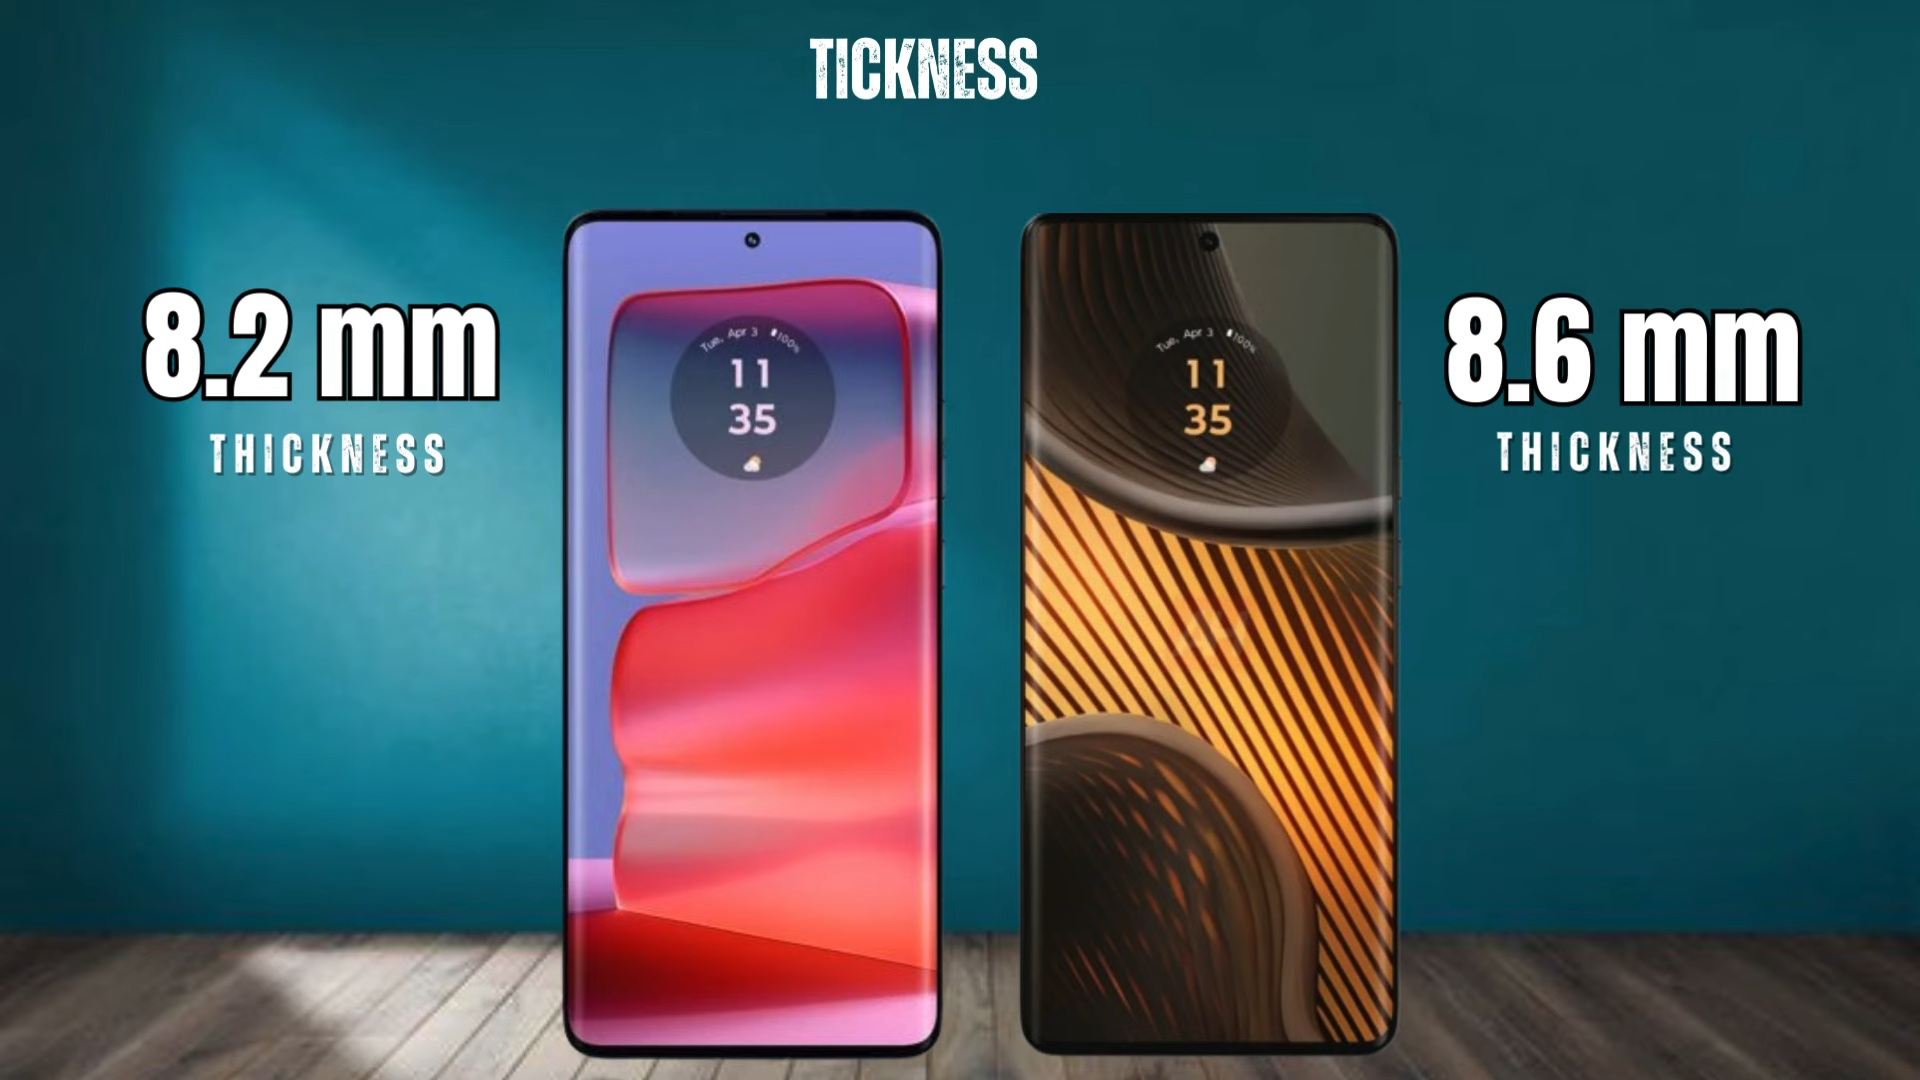 TICKNESS
8.2 mm
THICKNESS
Tue, Apr 3 100%
11
35
Tue, Apr 3 100%
11
35
8.6 mm
THICKNESS